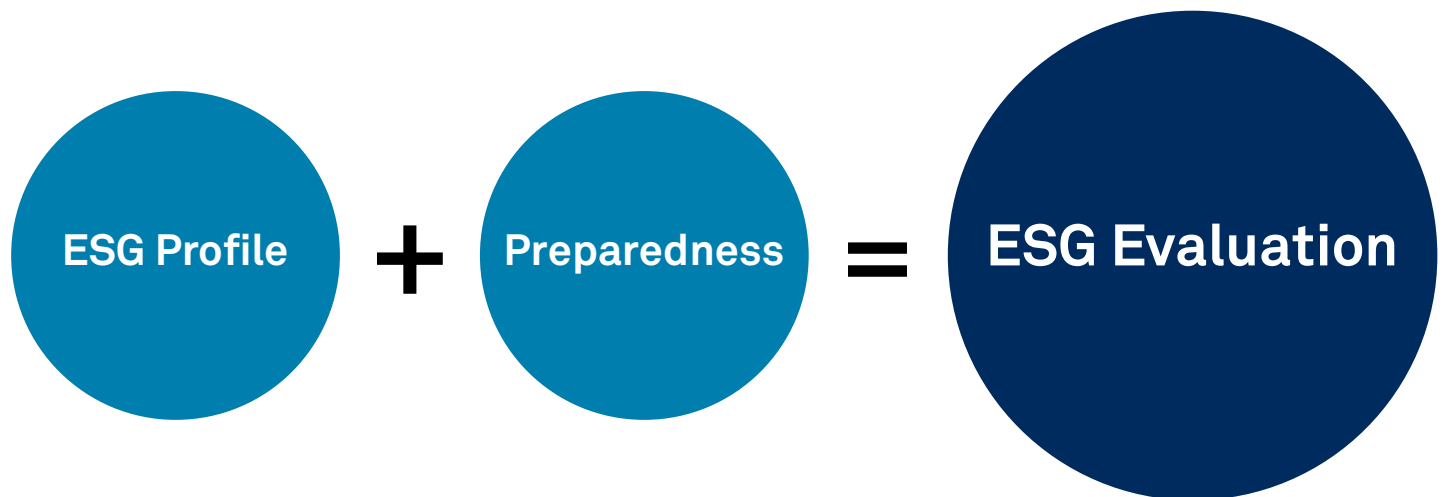 ESG Profile + Preparedness = ESG Evaluation